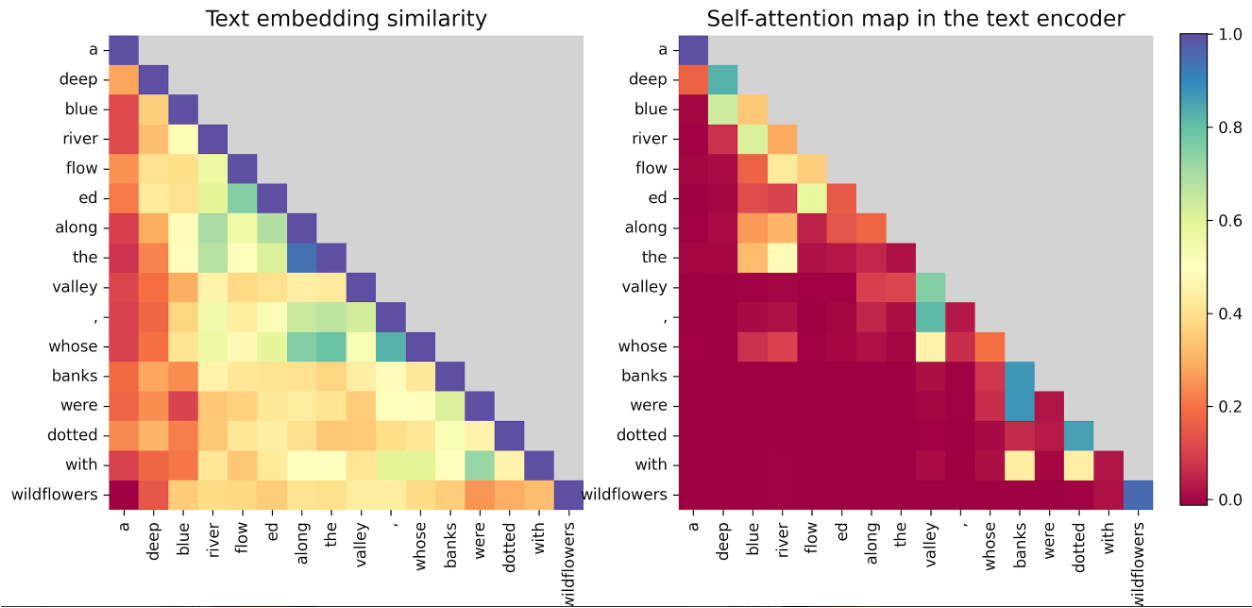 Text embedding similarity
Self-attention map in the text encoder
a
deep
blue
river
flow
ed
along
the
valley
,
whose
banks
were
dotted
with
wildflowers
a
deep
blue
river
flow
ed
along
the
valley
,
whose
banks
were
dotted
with
wildflowers
a
deep
blue
river
flow
ed
along
the
valley
,
whose
banks
were
dotted
with
wildflowers
a
deep
blue
river
flow
ed
along
the
valley
,
whose
banks
were
dotted
with
wildflowers
1.0
0.8
0.6
0.4
0.2
0.0